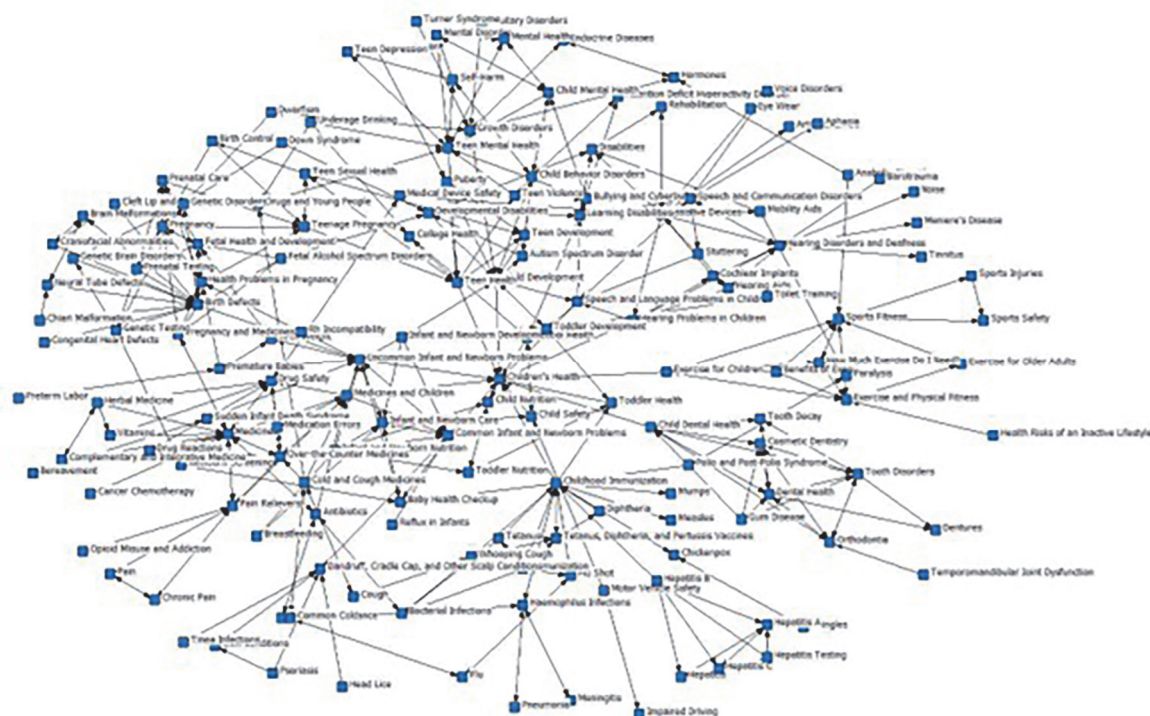 Turner Syndrome
Mental Health
Endocrine Diseases
Teen Depression
Self-Harm
Child Mental Health
Hormones
Voice Disorders
Rehabilitation
Eye Wear
Aphasia
Dwarfism
Underage Drinking
Growth Disorders
Birth Control
Down Syndrome
Teen Mental Health
Disabilities
Prenatal Care
Teen Sexual Health
Puberty
Child Behavior Disorders
Barotrauma
Noise
Cleft Lip and
Genetic Disorders
Drugs and Young People
Medical Device Safety
Teen Violence
Bullying and
Speech and Communication Disorders
Brain Malformations
Developmental Disabilities
Learning Disabilities
Devices
Mobility Aids
Meniere's Disease
Pregnancy
Teenage Pregnancy
College Health
Teen Development
Craniofacial Abnormalities
Fetal Health and Development
Hearing Disorders and Deafness
Genetic Brain Disorders
Fetal Alcohol Spectrum Disorders
Autism Spectrum Disorder
Stuttering
Tinnitus
Prenatal Testing
Neural Tube Defects
Health Problems in Pregnancy
Teen Health
Development
Cochlear Implants
Hearing Aids
Toilet Training
Sports Injuries
Birth Defects
Speech and Language Problems in Child
Chiari Malformation
Genetic Testing
Pregnancy and Medicines
Rh Incompatibility
Hearing Problems in Children
Sports Fitness
Sports Safety
Congenital Heart Defects
Infant and Newborn Development
Toddler Development
Premature Babies
Uncommon Infant and Newborn Problems
Much Exercise Do I Need
Exercise for Older Adults
Exercise for Children
Benefits of
Paralysis
Drug Safety
Children's Health
Preterm Labor
Herbal Medicine
Medicines and Children
Child Nutrition
Toddler Health
Exercise and Physical Fitness
Sudden Infant Death Syndrome
Medication Errors
Infant and Newborn Care
Child Safety
Tooth Decay
Vitamins
Medicines
Common Infant and Newborn Problems
Child Dental Health
Health Risks of an Inactive Lifestyle
Drug Reactions
Cosmetic Dentistry
Complementary and Integrative Medicine
Over-the-Counter Medicines
Nutrition
Bereavement
Toddler Nutrition
Polio and Post-Polio Syndrome
Tooth Disorders
Cold and Cough Medicines
Childhood Immunization
Cancer Chemotherapy
Baby Health Checkup
Mumps
Dental Health
Pain Relievers
Antibiotics
Diphtheria
Measles
Gum Disease
Reflux in Infants
Dentures
Breastfeeding
Tetanus
Tetanus, Diphtheria, and Pertussis Vaccines
Orthodontia
Opioid Misuse and Addiction
Whooping Cough
Chickenpox
Pain
Dandruff, Cradle Cap, and Other Scalp Conditions
Shot
Hepatitis B
Temporomandibular Joint Dysfunction
Chronic Pain
Cough
Motor Vehicle Safety
Bacterial Infections
Haemophilus Infections
Common Cold
Hepatitis A
Tinea Infections
Hepatitis Testing
Psoriasis
Flu
Hepatitis
Hepatitis C
Head Lice
Meningitis
Pneumonia
Impaired Driving